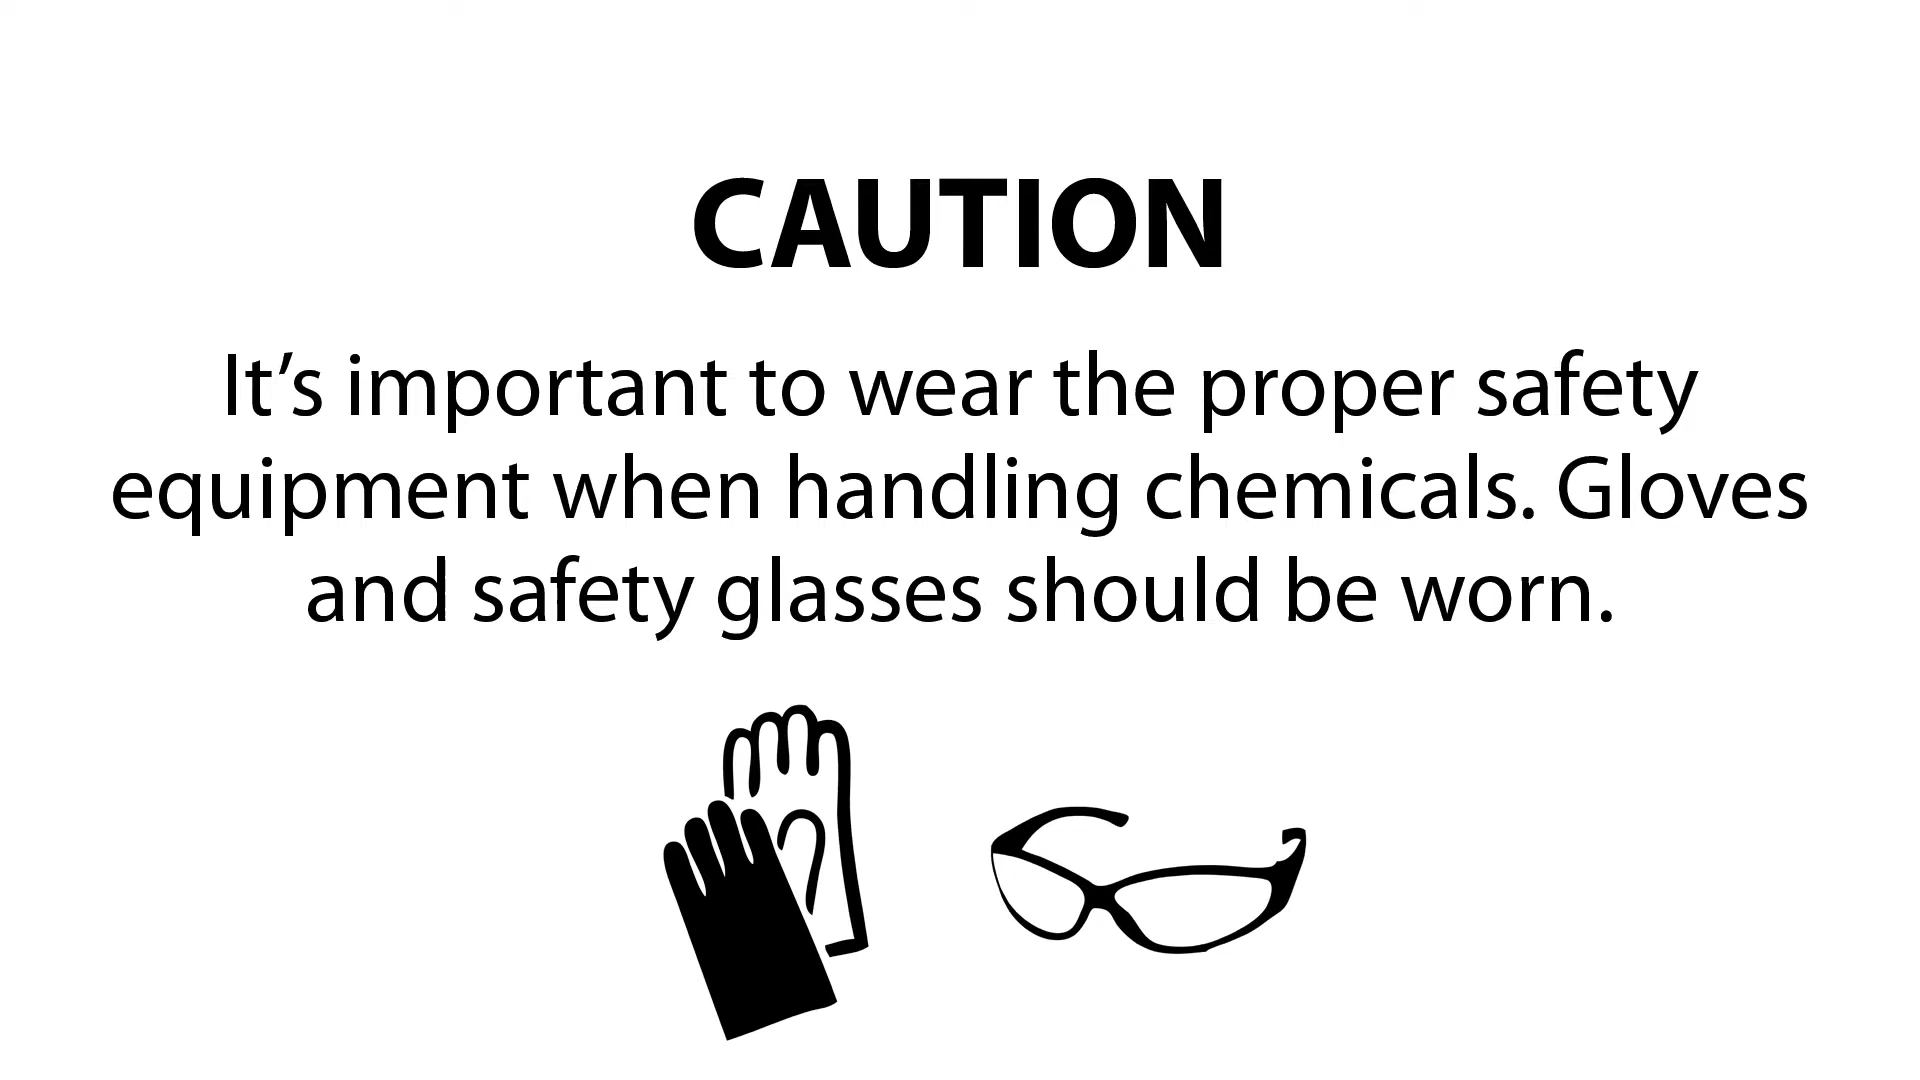 CAUTION
It’s important to wear the proper safety
equipment when handling chemicals. Gloves
and safety glasses should be worn.